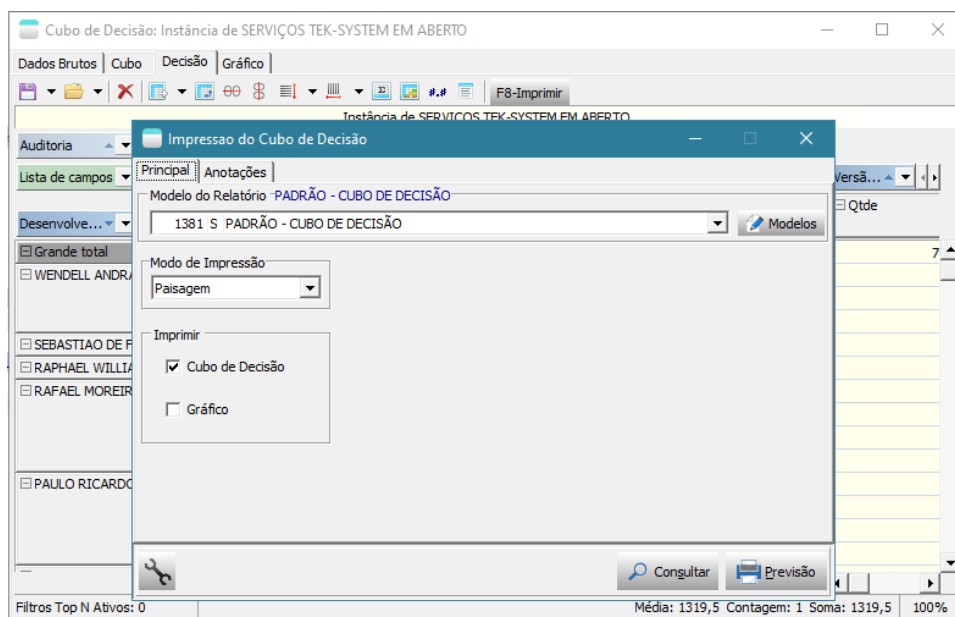 Cubo de Decisão: Instância de SERVIÇOS TEK-SYSTEM EM ABERTO
Dados Brutos Cubo Decisão Gráfico
F8-Imprimir
Instância de SERVIÇOS TEK-SYSTEM EM ABERTO
Impressao do Cubo de Decisão
Auditoria
Principal Anotações
Lista de campos
Versã...
Modelo do Relatório PADRÃO - CUBO DE DECISÃO
Qtde
Desenvolve...
1381 S PADRÃO - CUBO DE DECISÃO
Modelos
Grande total
7
Modo de Impressão
WENDELL ANDRA
Paisagem
Imprimir
SEBASTIAO DE F
Cubo de Decisão
RAPHAEL WILLIA
RAFAEL MOREIR
Gráfico
PAULO RICARDO
Consultar Previsão
Filtros Top N Ativos: 0
Média: 1319,5 Contagem: 1 Soma: 1319,5 100%